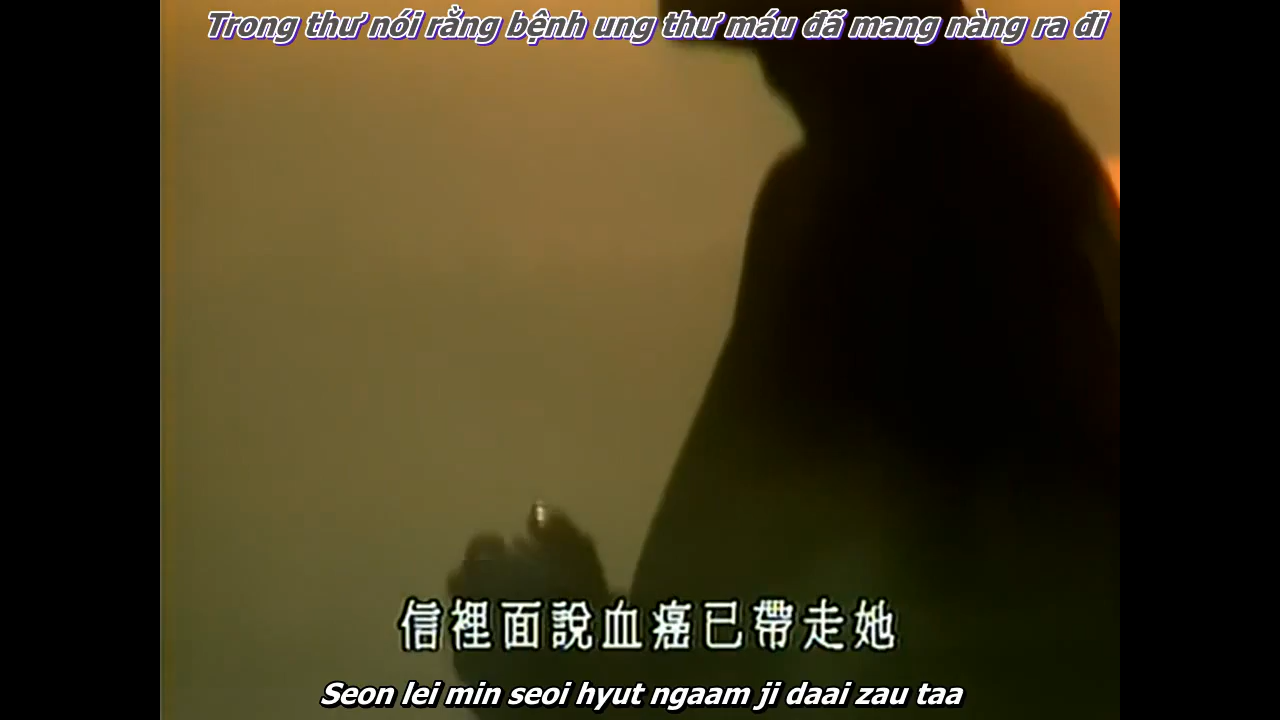 Trong thư nói rằng bệnh ung thư máu đã mang nàng ra đi
信裡面說血癌已帶走她
Seon lei min seoi hyut ngaam ji daai zau taa